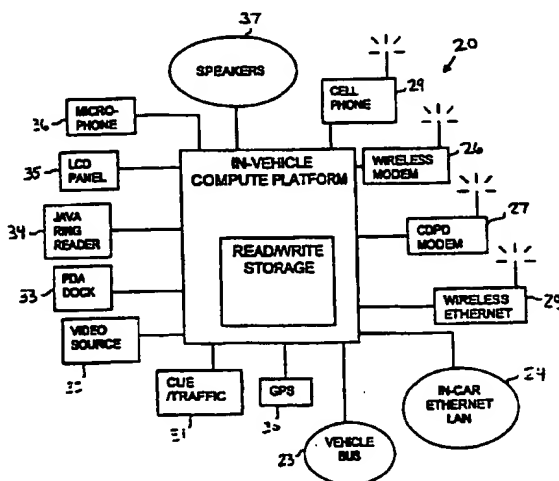 37
SPEAKERS
20
CELL
PHONE
29
36
MICRO-
PHONE
IN-VEHICLE
COMPUTE PLATFORM
WIRELESS
MODEM
26
35
LCD
PANEL
34
JAVA
RING
READER
READ/WRITE
STORAGE
CDPD
MODEM
27
33
PDA
DOCK
WIRELESS
ETHERNET
VIDEO
SOURCE
CUE
/TRAFFIC
GPS
30
23
VEHICLE
BUS
IN-CAR
ETHERNET
LAN
24